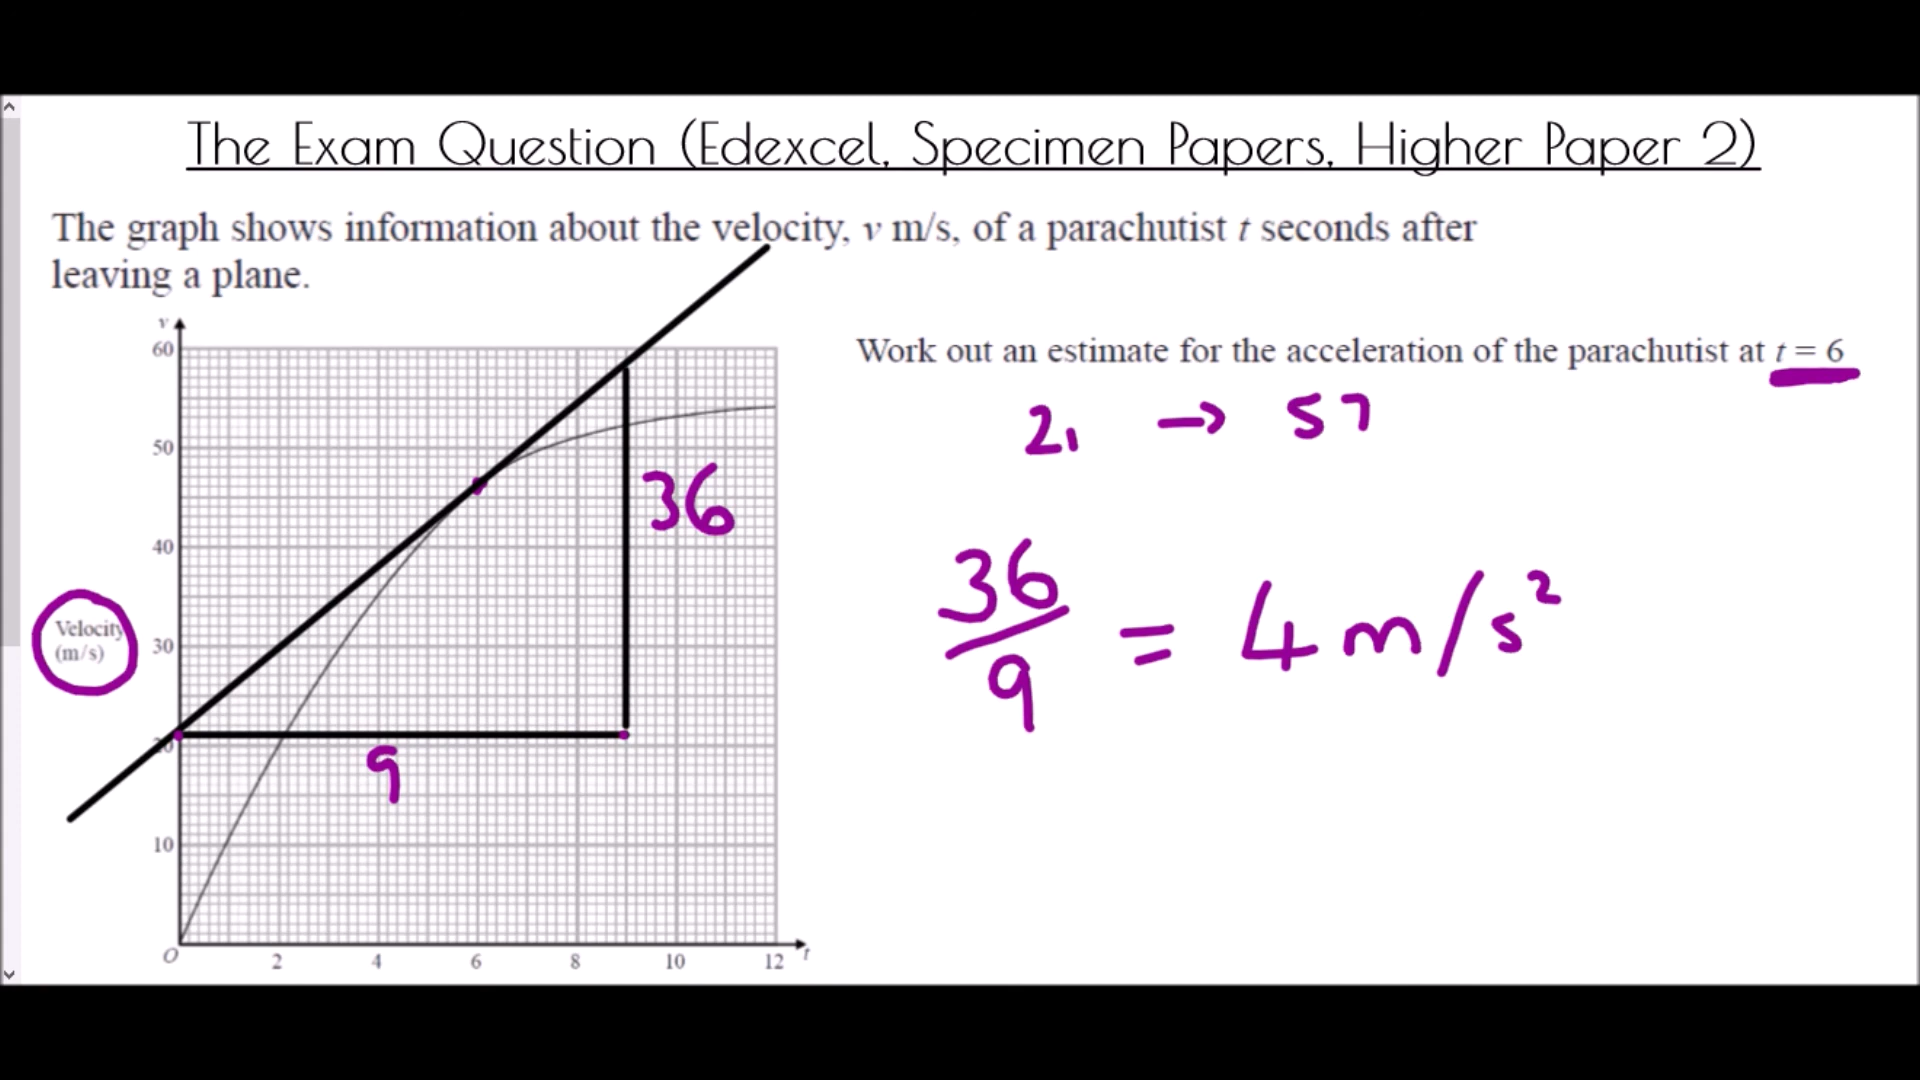 The Exam Question (Edexcel, Specimen Papers, Higher Paper 2)
The graph shows information about the velocity, v m/s, of a parachutist t seconds after
leaving a plane.
Work out an estimate for the acceleration of the parachutist at t = 6
21 → 57
v
60
50
40
30
20
10
O
2
4
6
8
10
12
t
Velocity
(m/s)
36
9
36/9 = 4 m/s²